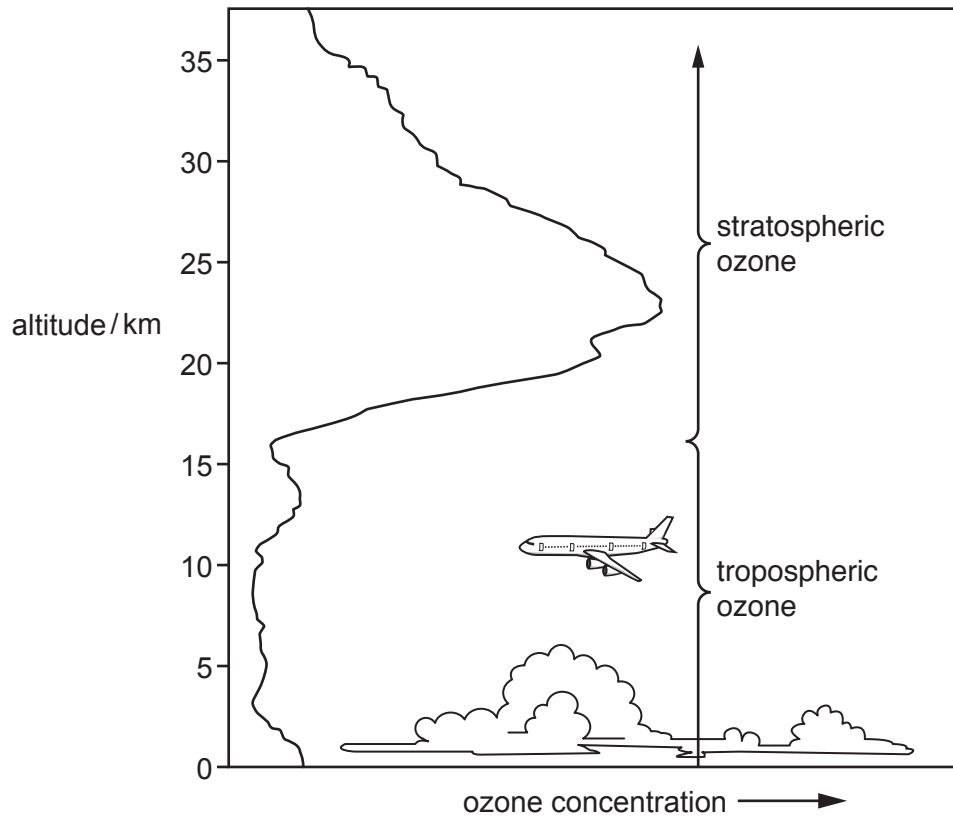 35
30
stratospheric
ozone
25
altitude / km
20
15
10
tropospheric
ozone
5
0
ozone concentration